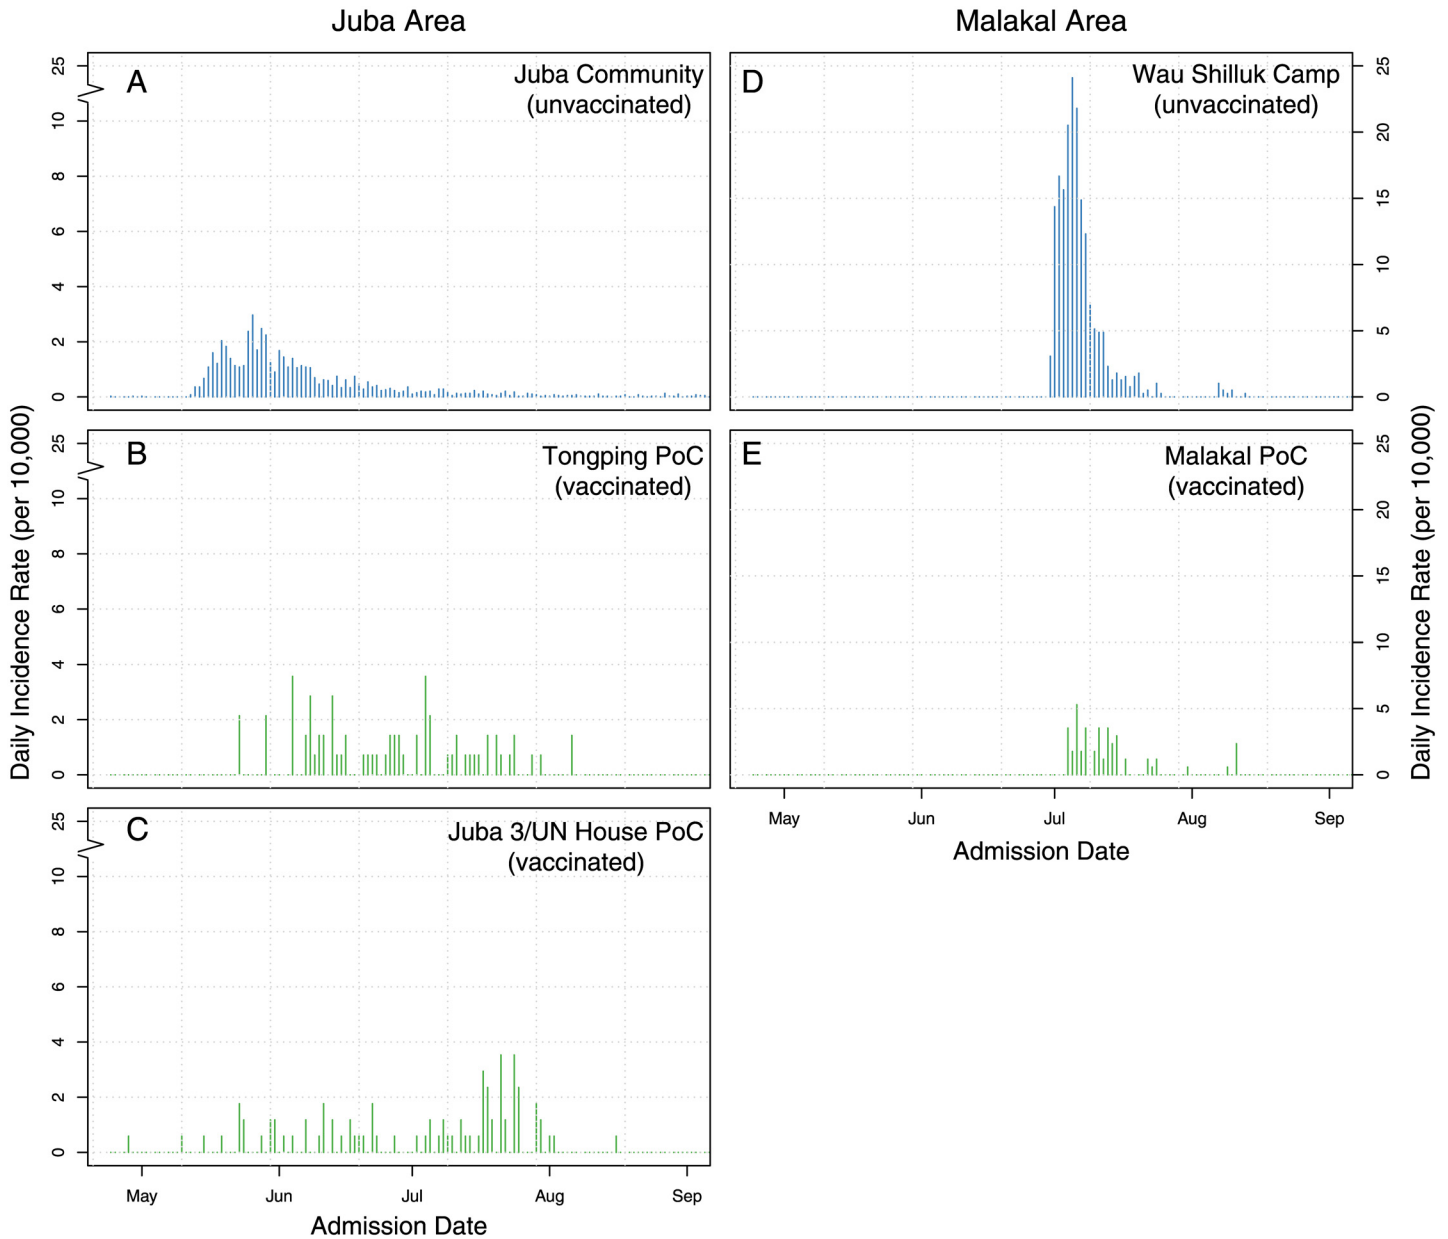 Juba Area
Malakal Area
A
Juba Community
(unvaccinated)
25
10
8
6
4
2
0
D
Wau Shilluk Camp
(unvaccinated)
25
20
15
10
5
0
B
Tongping PoC
(vaccinated)
25
10
8
6
4
2
0
E
Malakal PoC
(vaccinated)
25
20
15
10
5
0
May Jun Jul Aug Sep
Admission Date
C
Juba 3/UN House PoC
(vaccinated)
25
10
8
6
4
2
0
May Jun Jul Aug Sep
Admission Date
Daily Incidence Rate (per 10,000)
Daily Incidence Rate (per 10,000)